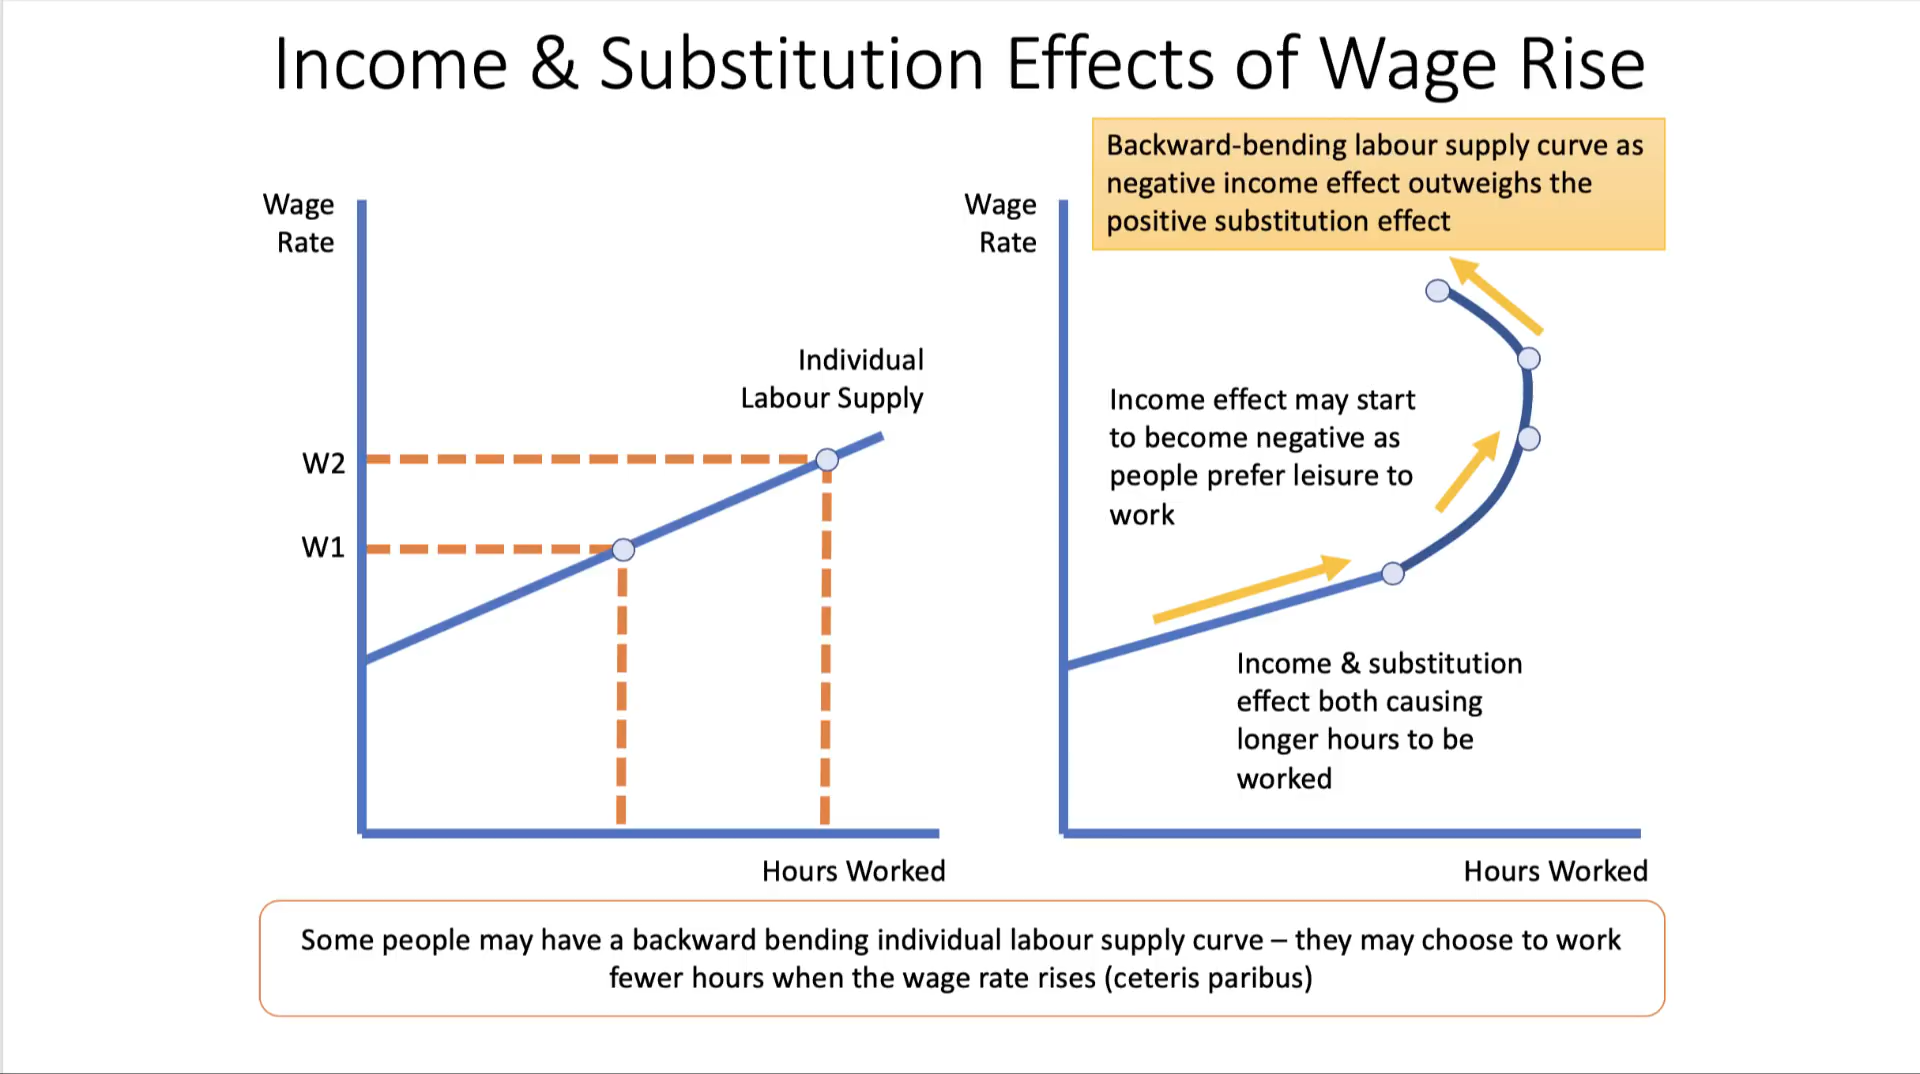 Income & Substitution Effects of Wage Rise
Wage
Rate
Individual
Labour Supply
W2
W1
Hours Worked
Wage
Rate
Backward-bending labour supply curve as
negative income effect outweighs the
positive substitution effect
Income effect may start
to become negative as
people prefer leisure to
work
Income & substitution
effect both causing
longer hours to be
worked
Hours Worked
Some people may have a backward bending individual labour supply curve – they may choose to work
fewer hours when the wage rate rises (ceteris paribus)